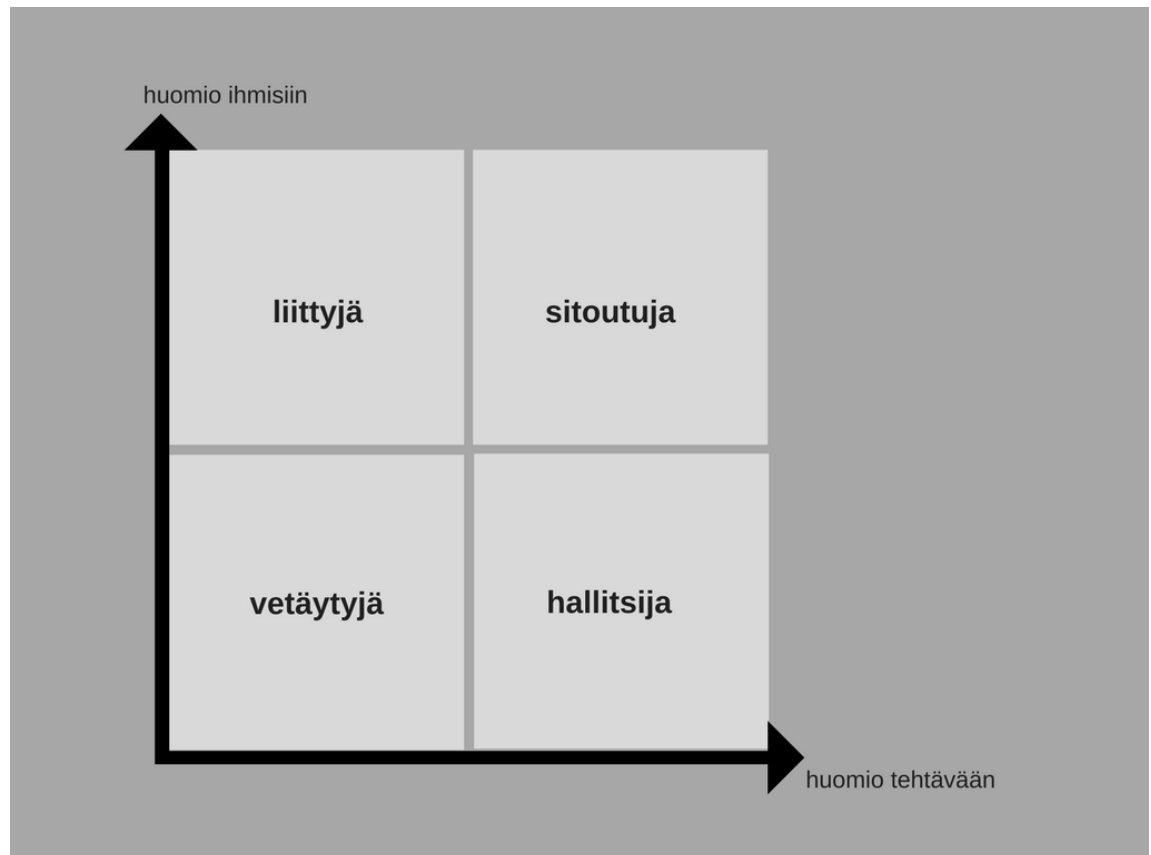 huomio ihmisiin
liittyjä
sitoutuja
vetäytyjä
hallitsija
huomio tehtävään